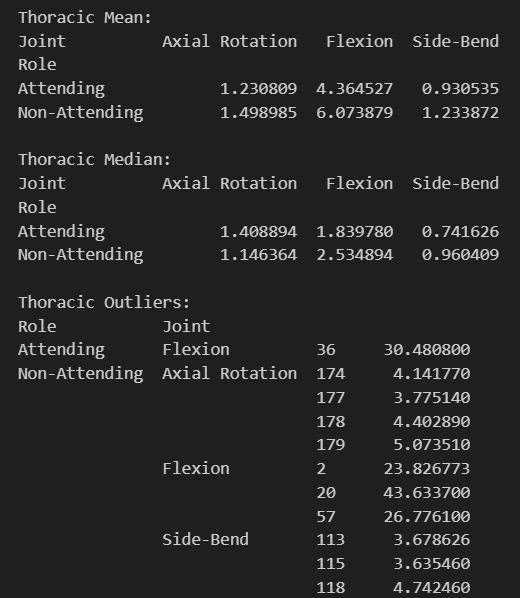 Thoracic Mean:
Joint Axial Rotation Flexion Side-Bend
Role
Attending 1.230809 4.364527 0.930535
Non-Attending 1.498985 6.073879 1.233872
Thoracic Median:
Joint Axial Rotation Flexion Side-Bend
Role
Attending 1.408894 1.839780 0.741626
Non-Attending 1.146364 2.534894 0.960409
Thoracic Outliers:
Role Joint
Attending Flexion 36 30.480800
Non-Attending Axial Rotation 174 4.141770
177 3.775140
178 4.402890
179 5.073510
Flexion 2 23.826773
20 43.633700
57 26.776100
Side-Bend 113 3.678626
115 3.635460
118 4.742460